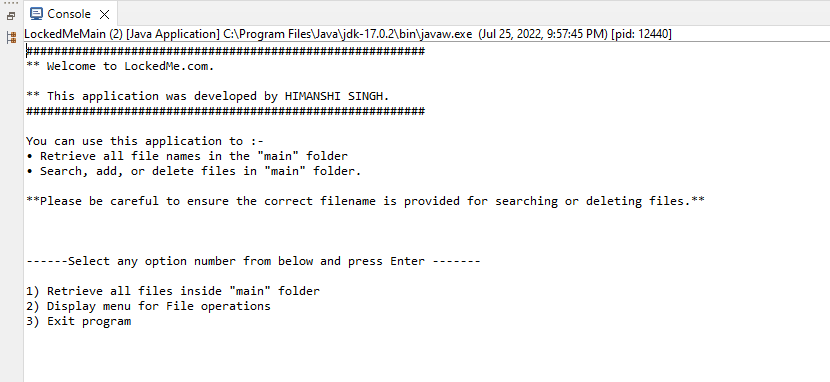 Console
LockedMeMain (2) [Java Application] C:\Program Files\Java\jdk-17.0.2\bin\javaw.exe (Jul 25, 2022, 9:57:45 PM) [pid: 12440]
#########################################################
** Welcome to LockedMe.com.
** This application was developed by HIMANSHI SINGH.
#########################################################
You can use this application to :-
• Retrieve all file names in the "main" folder
• Search, add, or delete files in "main" folder.
**Please be careful to ensure the correct filename is provided for searching or deleting files.**
------Select any option number from below and press Enter -------
1) Retrieve all files inside "main" folder
2) Display menu for File operations
3) Exit program